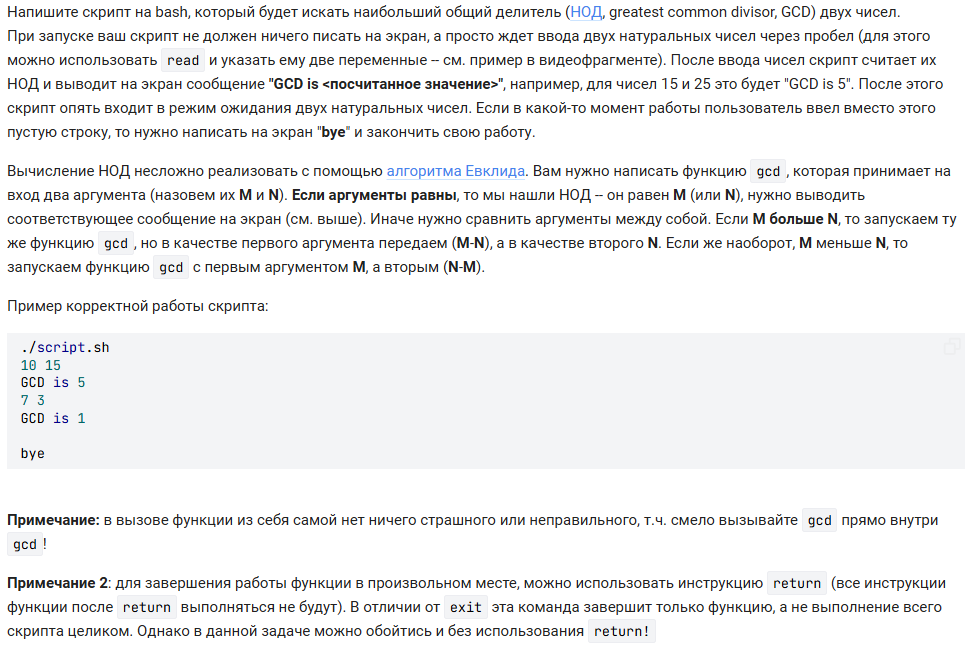 Напишите скрипт на bash, который будет искать наибольший общий делитель (НОД, greatest common divisor, GCD) двух чисел.
При запуске ваш скрипт не должен ничего писать на экран, а просто ждет ввода двух натуральных чисел через пробел (для этого
можно использовать read и указать ему две переменные -- см. пример в видеофрагменте). После ввода чисел скрипт считает их
НОД и выводит на экран сообщение "GCD is <посчитанное значение>", например, для чисел 15 и 25 это будет "GCD is 5". После этого
скрипт опять входит в режим ожидания двух натуральных чисел. Если в какой-то момент работы пользователь ввел вместо этого
пустую строку, то нужно написать на экран "bye" и закончить свою работу.
Вычисление НОД несложно реализовать с помощью алгоритма Евклида. Вам нужно написать функцию gcd, которая принимает на
вход два аргумента (назовем их M и N). Если аргументы равны, то мы нашли НОД -- он равен M (или N), нужно выводить
соответствующее сообщение на экран (см. выше). Иначе нужно сравнить аргументы между собой. Если M больше N, то запускаем ту
же функцию gcd, но в качестве первого аргумента передаем (M-N), а в качестве второго N. Если же наоборот, M меньше N, то
запускаем функцию gcd с первым аргументом M, а вторым (N-M).
Пример корректной работы скрипта:
./script.sh
10 15
GCD is 5
7 3
GCD is 1
bye
Примечание: в вызове функции из себя самой нет ничего страшного или неправильного, т.ч. смело вызывайте gcd прямо внутри
gcd!
Примечание 2: для завершения работы функции в произвольном месте, можно использовать инструкцию return (все инструкции
функции после return выполняться не будут). В отличии от exit эта команда завершит только функцию, а не выполнение всего
скрипта целиком. Однако в данной задаче можно обойтись и без использования return!